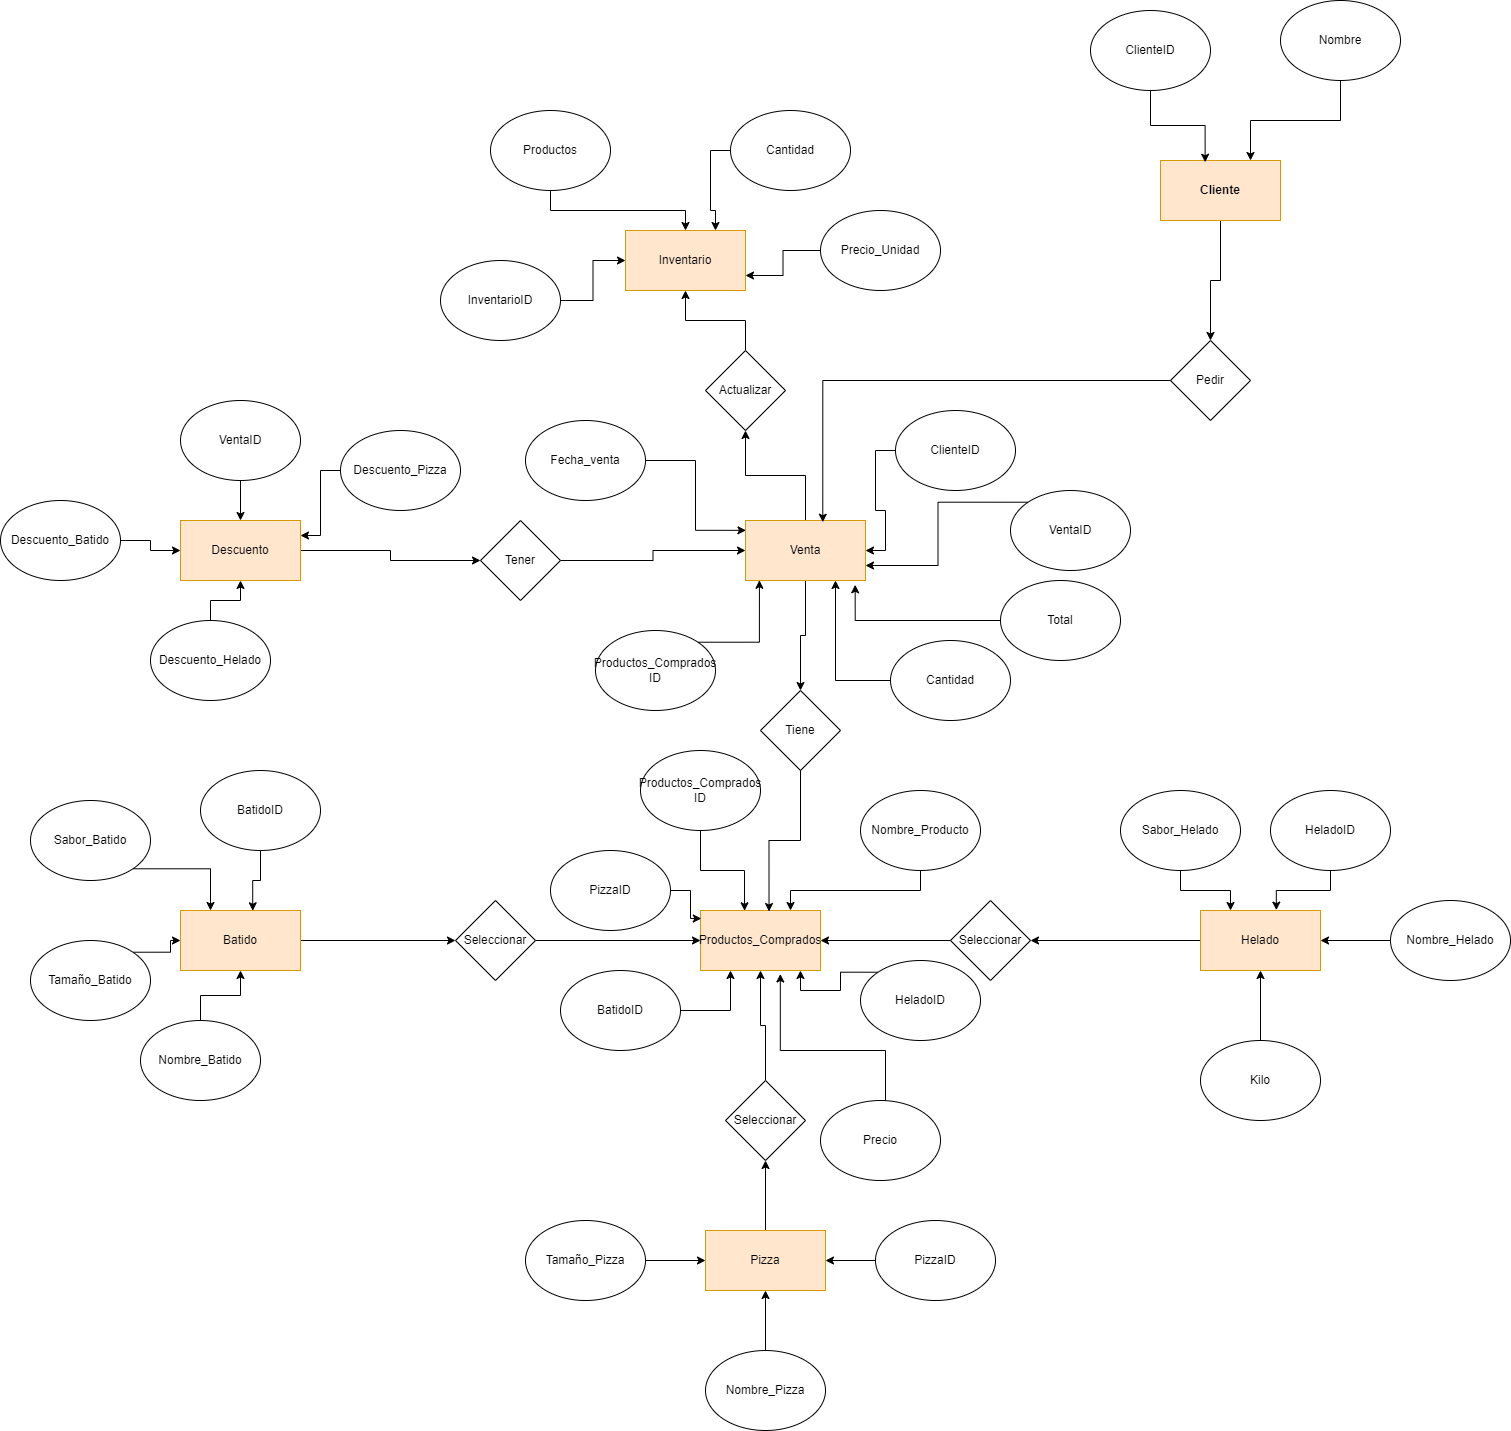 ClienteID
Nombre
Productos
Cantidad
Cliente
Inventario
Precio_Unidad
InventarioID
Actualizar
Pedir
VentaID
Descuento_Pizza
Fecha_venta
ClienteID
VentaID
Descuento_Batido
Descuento
Tener
Venta
Total
Descuento_Helado
Productos_Comprados
ID
Cantidad
Tiene
Productos_Comprados
ID
Sabor_Batido
BatidoID
Nombre_Producto
Sabor_Helado
HeladoID
PizzaID
Batido
Seleccionar
Productos_Comprados
Seleccionar
Helado
Nombre_Helado
Tamaño_Batido
BatidoID
HeladoID
Nombre_Batido
Kilo
Seleccionar
Precio
Tamaño_Pizza
Pizza
PizzaID
Nombre_Pizza